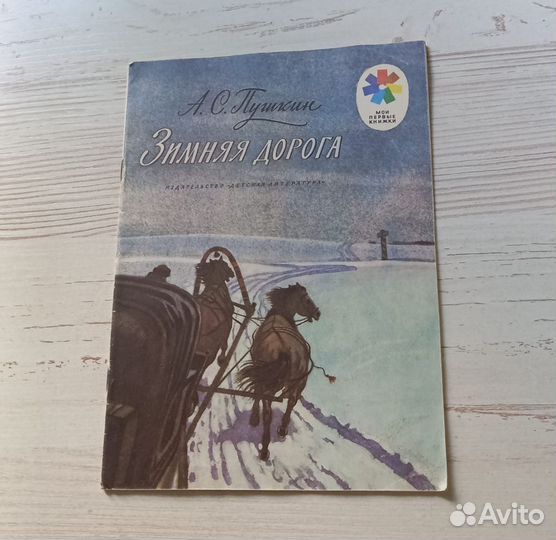 А. С. Пушкин
Зимняя дорога
ИЗДАТЕЛЬСТВО «ДЕТСКАЯ ЛИТЕРАТУРА»
МОИ
ПЕРВЫЕ
КНИЖКИ
Avito